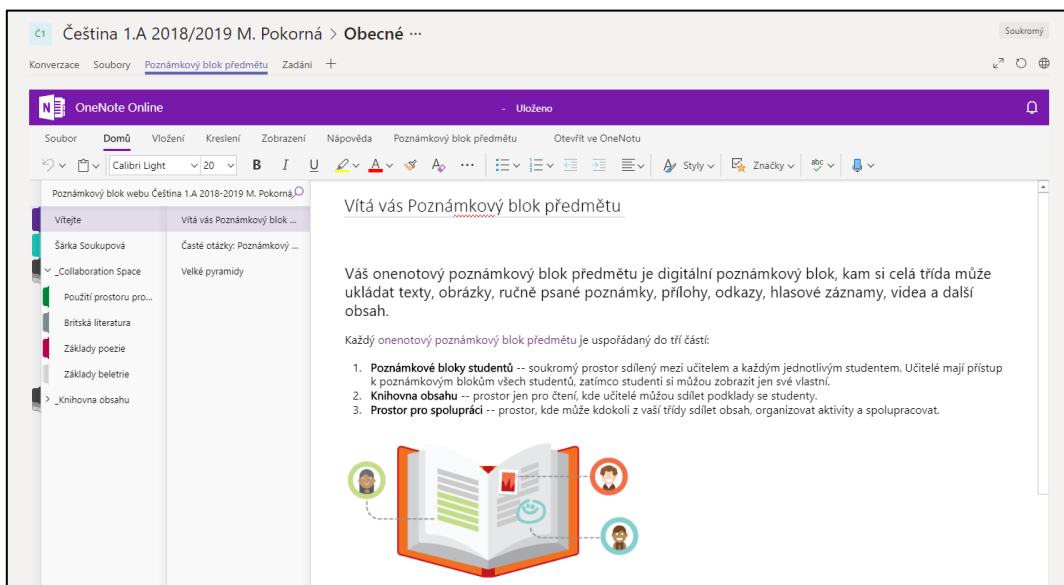 Č1 Čeština 1.A 2018/2019 M. Pokorná > Obecné ···
Soukromý
Konverzace Soubory Poznámkový blok předmětu Zadání +
N OneNote Online
- Uloženo
Soubor Domů Vložení Kreslení Zobrazení Nápověda Poznámkový blok předmětu Otevřít ve OneNotu
Calibri Light 20 B I U A A ··· Styly Značky abc
Poznámkový blok webu Čeština 1.A 2018-2019 M. Pokorná,
Vítejte
Šárka Soukupová
_Collaboration Space
Použití prostoru pro...
Britská literatura
Základy poezie
Základy beletrie
_Knihovna obsahu
Vítá vás Poznámkový blok ...
Časté otázky: Poznámkový ...
Velké pyramidy
Vítá vás Poznámkový blok předmětu
Váš onenotový poznámkový blok předmětu je digitální poznámkový blok, kam si celá třída může
ukládat texty, obrázky, ručně psané poznámky, přílohy, odkazy, hlasové záznamy, videa a další
obsah.
Každý onenotový poznámkový blok předmětu je uspořádaný do tří částí:
1. Poznámkové bloky studentů -- soukromý prostor sdílený mezi učitelem a každým jednotlivým studentem. Učitelé mají přístup
k poznámkovým blokům všech studentů, zatímco studenti si můžou zobrazit jen své vlastní.
2. Knihovna obsahu -- prostor jen pro čtení, kde učitelé můžou sdílet podklady se studenty.
3. Prostor pro spolupráci -- prostor, kde může kdokoli z vaší třídy sdílet obsah, organizovat aktivity a spolupracovat.